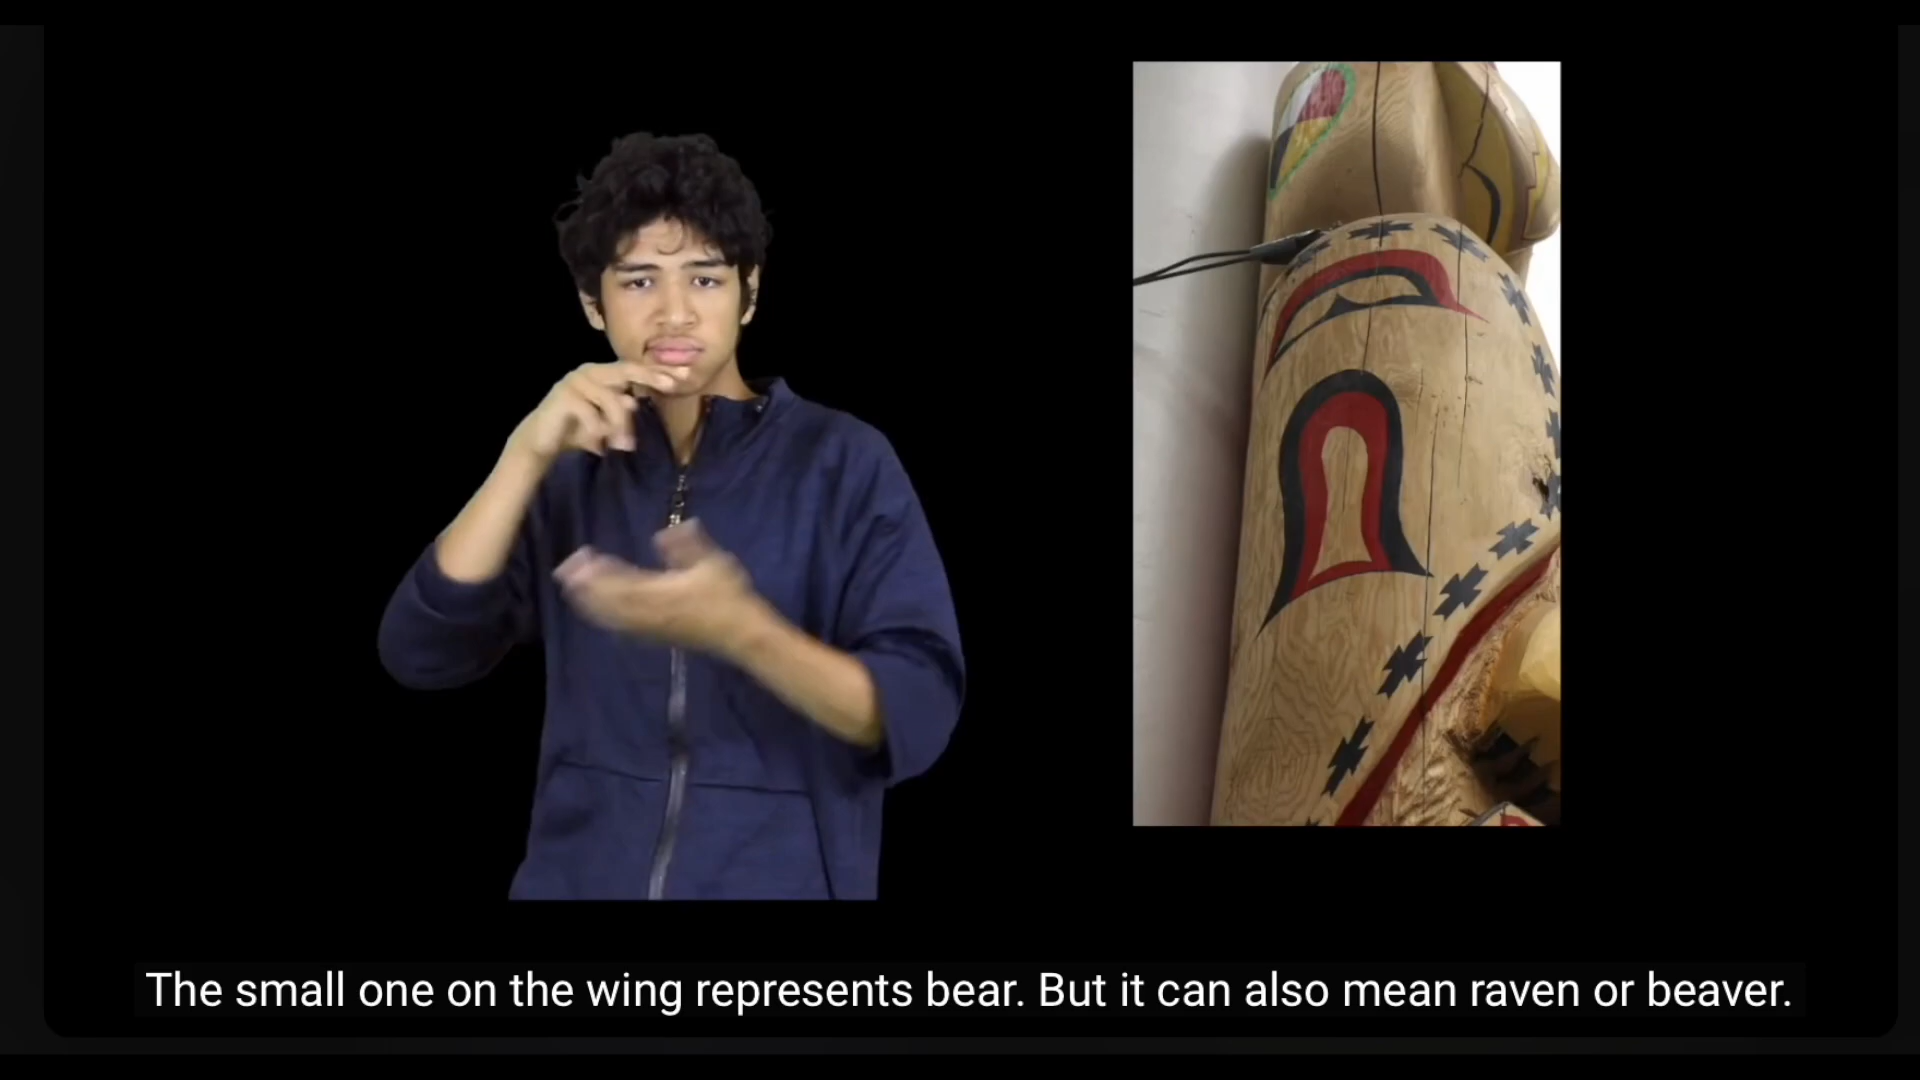 The small one on the wing represents bear. But it can also mean raven or beaver.